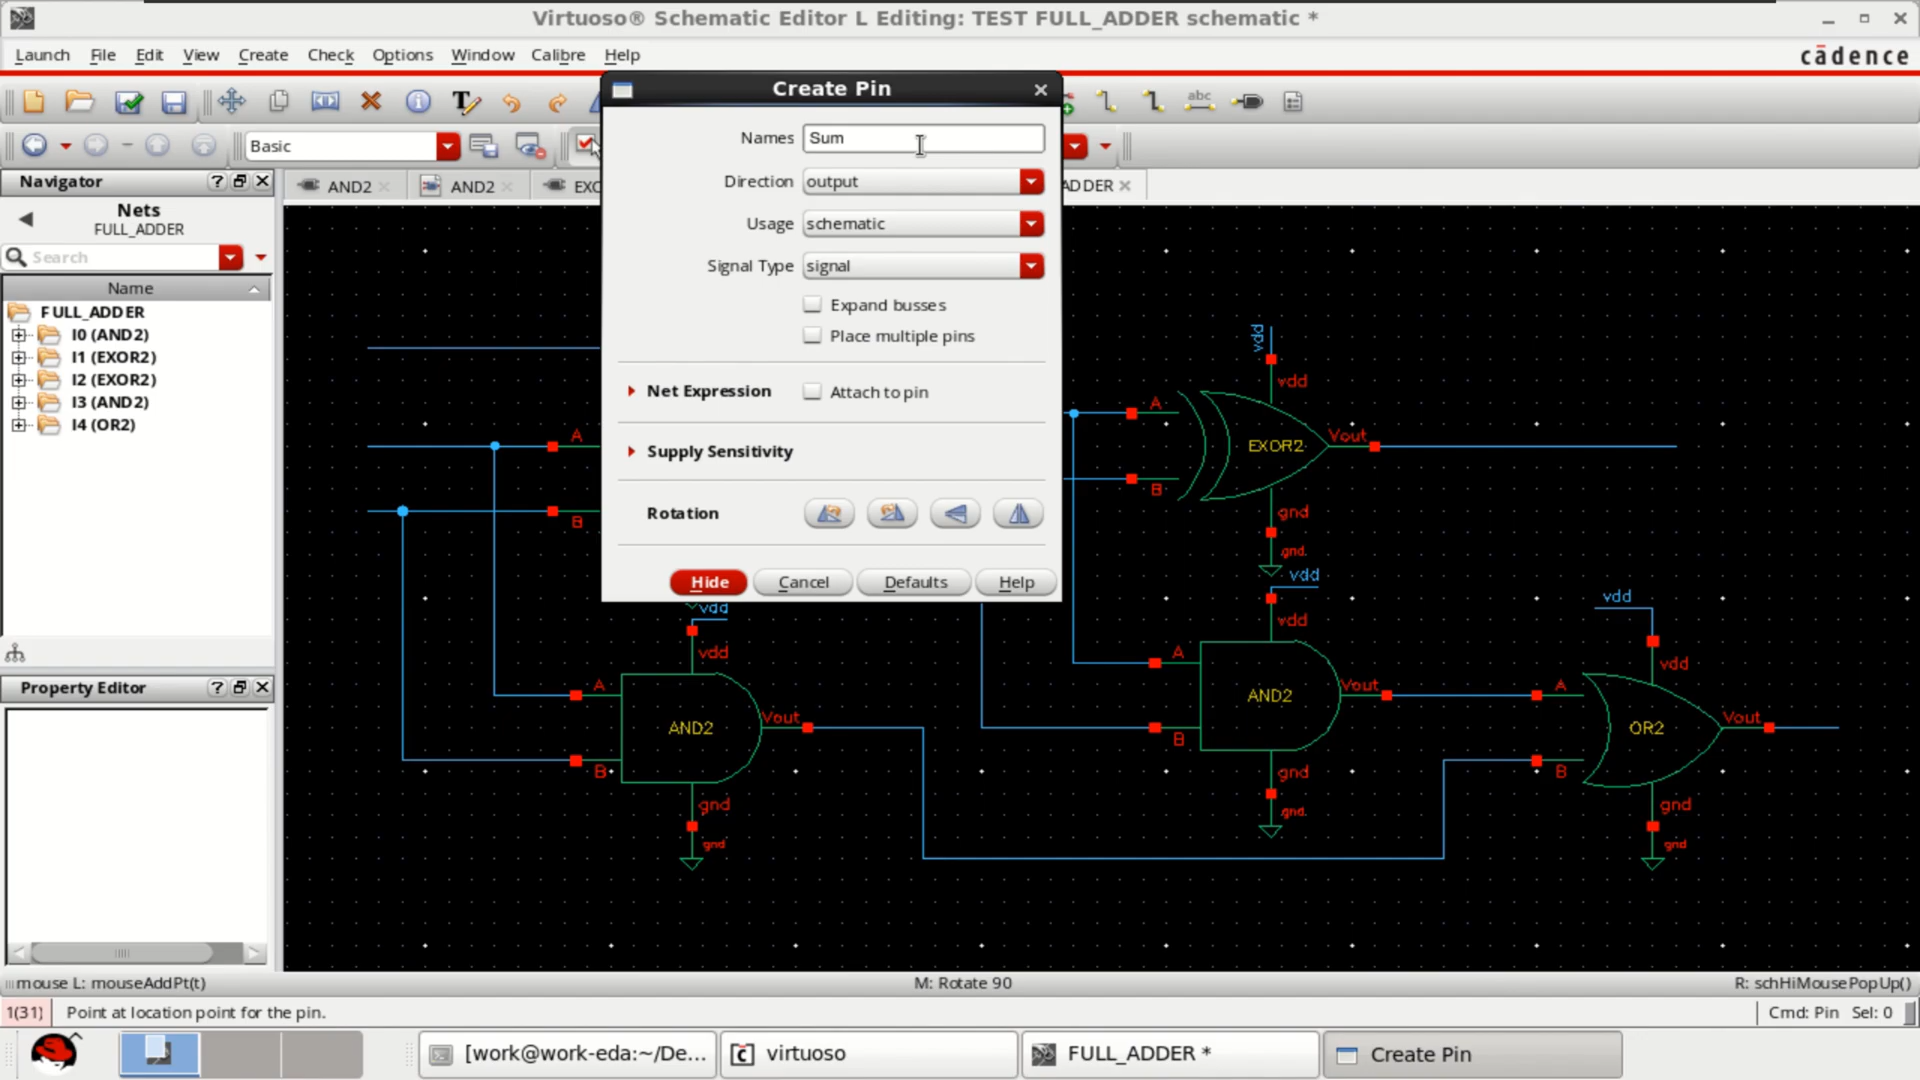 Virtuoso® Schematic Editor L Editing: TEST FULL_ADDER schematic *
Launch File Edit View Create Check Options Window Calibre Help
cādence
abc
Basic
Navigator
AND2
AND2
EXO
ADDER
Nets
FULL_ADDER
Search
Name
FULL_ADDER
I0 (AND2)
I1 (EXOR2)
I2 (EXOR2)
I3 (AND2)
I4 (OR2)
Property Editor
Create Pin
Names Sum
Direction output
Usage schematic
Signal Type signal
Expand busses
Place multiple pins
Net Expression Attach to pin
Supply Sensitivity
Rotation
Hide Cancel Defaults Help
A
B
vdd
vdd
A
B
EXOR2
Vout
gnd
gnd
vdd
vdd
A
B
AND2
Vout
gnd
gnd
vdd
vdd
A
B
AND2
Vout
gnd
gnd
vdd
vdd
A
B
OR2
Vout
gnd
gnd
mouse L: mouseAddPt(t) M: Rotate 90 R: schHiMousePopUp()
1(31) Point at location point for the pin. Cmd: Pin Sel: 0
[work@work-eda:~/De... virtuoso FULL_ADDER * Create Pin